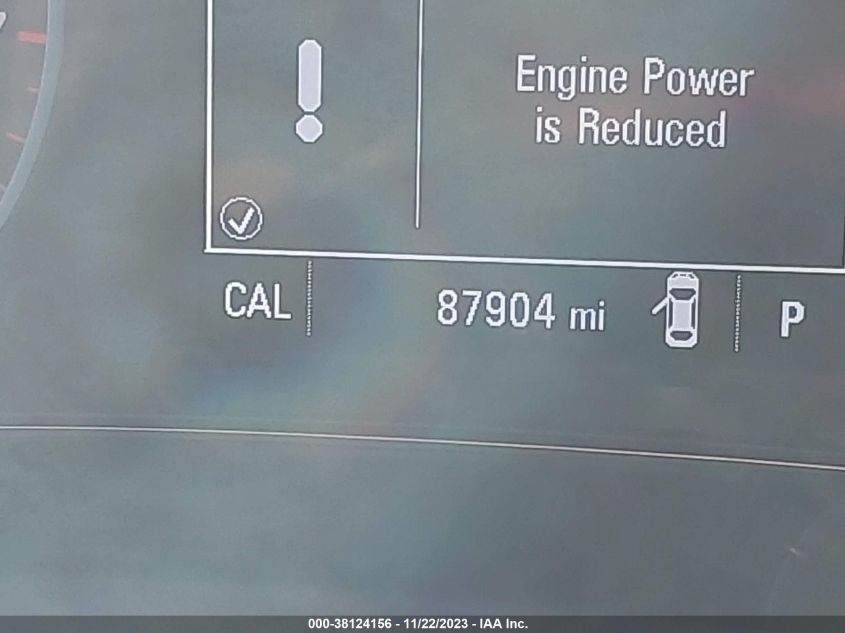 Engine Power
is Reduced
CAL 87904 mi P
000-38124156 - 11/22/2023 - IAA Inc.